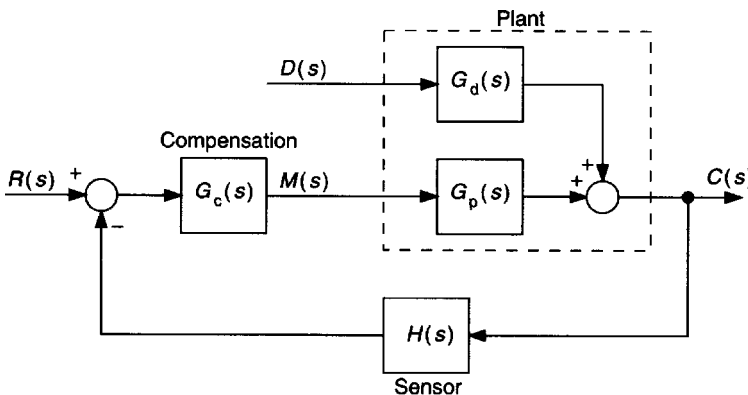 Plant
D(s)
G_d(s)
Compensation
+
R(s)
+
G_c(s)
M(s)
+
G_p(s)
C(s)
−
H(s)
Sensor